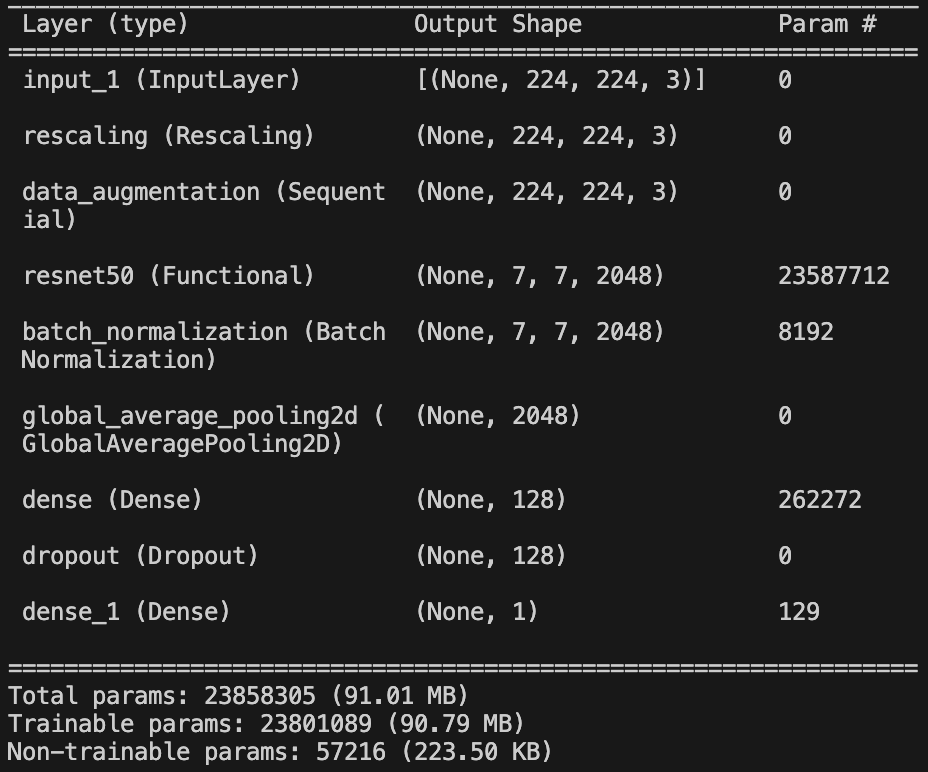 Layer (type) Output Shape Param #
input_1 (InputLayer) [(None, 224, 224, 3)] 0
rescaling (Rescaling) (None, 224, 224, 3) 0
data_augmentation (Sequent (None, 224, 224, 3) 0
ial)
resnet50 (Functional) (None, 7, 7, 2048) 23587712
batch_normalization (Batch (None, 7, 7, 2048) 8192
Normalization)
global_average_pooling2d ( (None, 2048) 0
GlobalAveragePooling2D)
dense (Dense) (None, 128) 262272
dropout (Dropout) (None, 128) 0
dense_1 (Dense) (None, 1) 129
Total params: 23858305 (91.01 MB)
Trainable params: 23801089 (90.79 MB)
Non-trainable params: 57216 (223.50 KB)